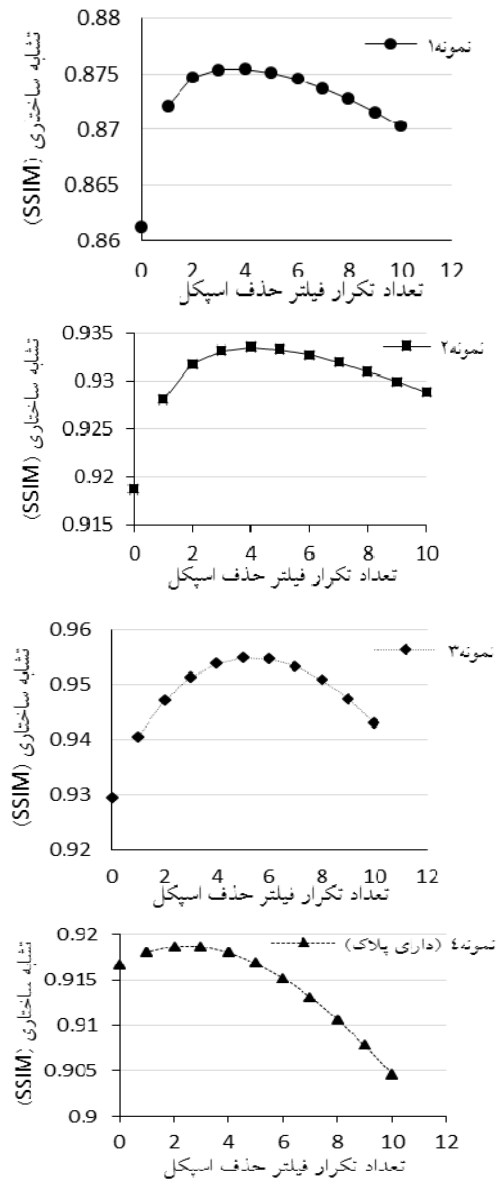 تشابه ساختاری (SSIM)
0.88
0.875
0.87
0.865
0.86
نمونه۱
0 2 4 6 8 10 12
تعداد تکرار فیلتر حذف اسپکل
تشابه ساختاری (SSIM)
0.935
0.93
0.925
0.92
0.915
نمونه۲
0 2 4 6 8 10
تعداد تکرار فیلتر حذف اسپکل
تشابه ساختاری (SSIM)
0.96
0.95
0.94
0.93
0.92
نمونه۳
0 2 4 6 8 10 12
تعداد تکرار فیلتر حذف اسپکل
تشابه ساختاری (SSIM)
0.92
0.915
0.91
0.905
0.9
نمونه٤ (دارای پلاک)
0 2 4 6 8 10 12
تعداد تکرار فیلتر حذف اسپکل